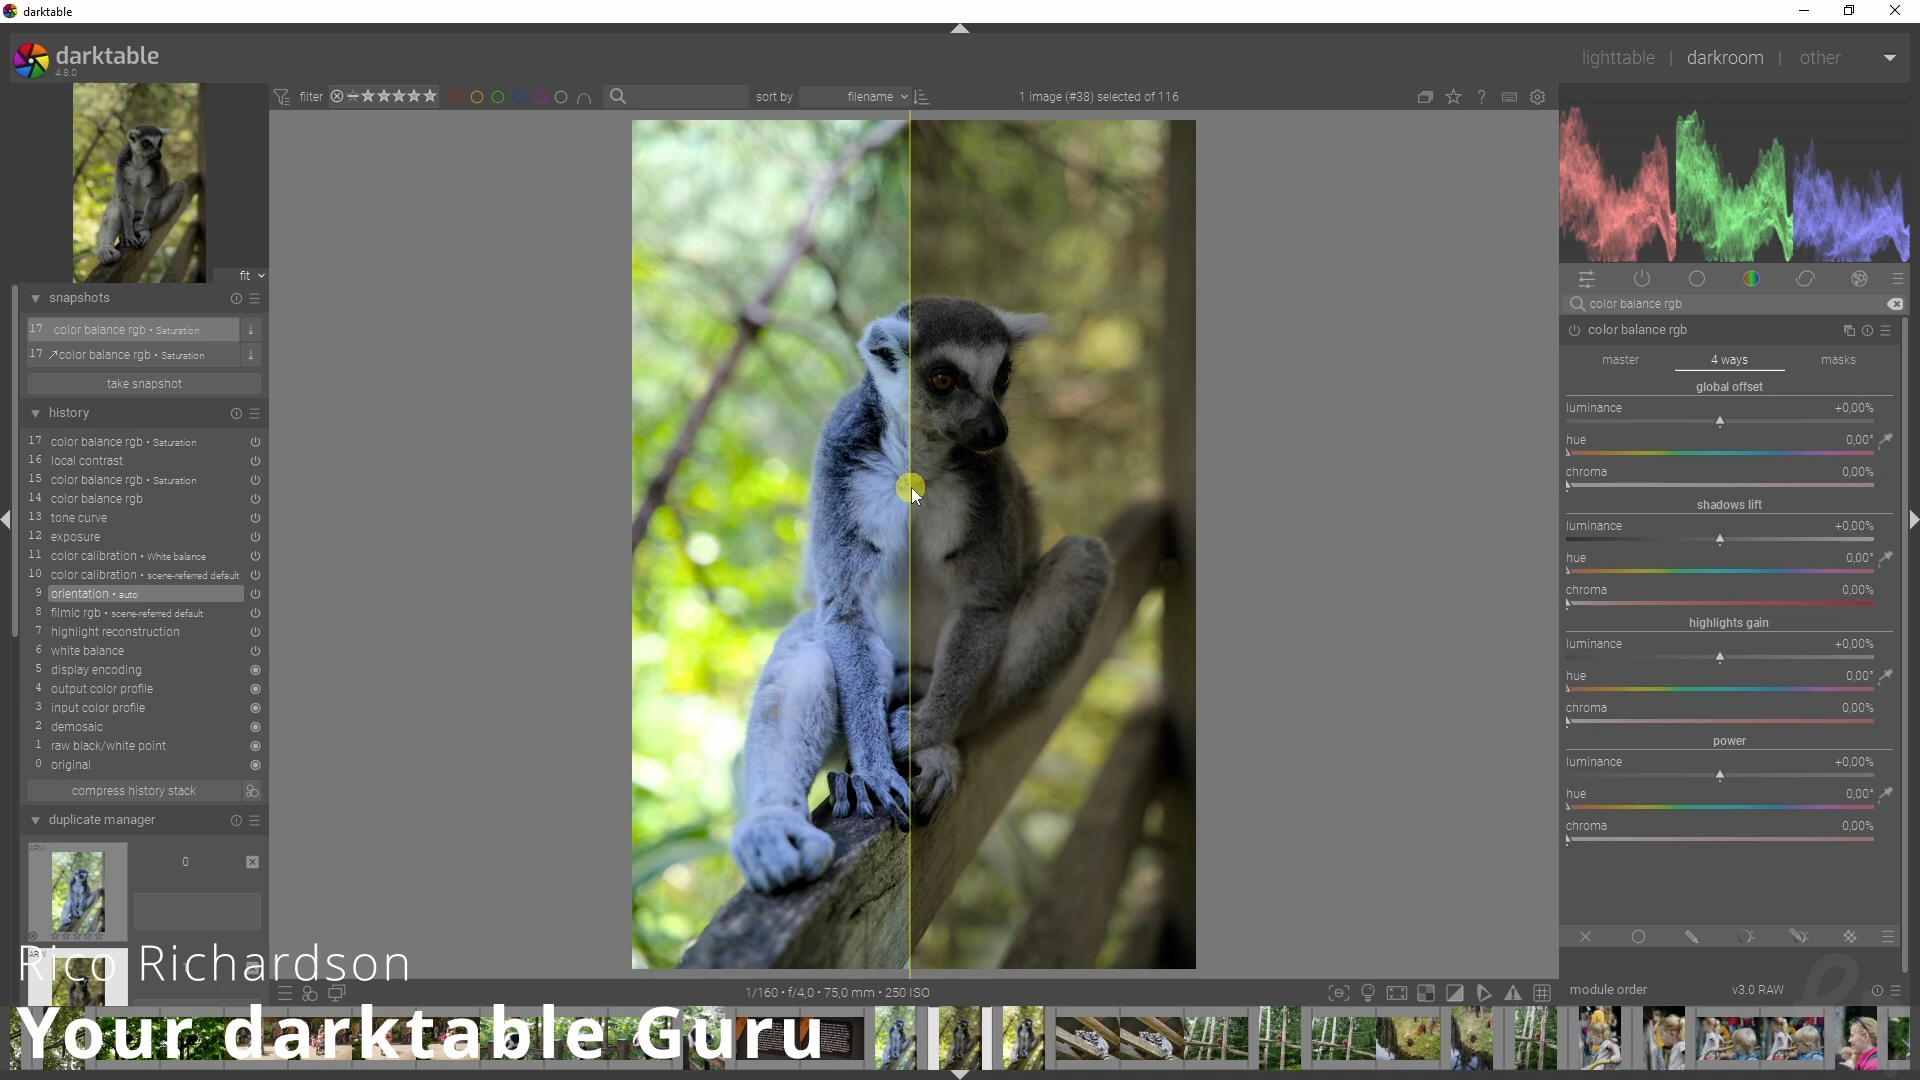 darktable
darktable
4.8.0
lighttable | darkroom | other
filter
sort by filename
1 image (#38) selected of 116
?
fit
snapshots
17 color balance rgb • Saturation
17 color balance rgb • Saturation
take snapshot
history
17 color balance rgb • Saturation
16 local contrast
15 color balance rgb • Saturation
14 color balance rgb
13 tone curve
12 exposure
11 color calibration • White balance
10 color calibration • scene-referred default
9 orientation • auto
8 filmic rgb • scene-referred default
7 highlight reconstruction
6 white balance
5 display encoding
4 output color profile
3 input color profile
2 demosaic
1 raw black/white point
0 original
compress history stack
duplicate manager
ARW
0
ARW
Rico Richardson
Your darktable Guru
1/160 • f/4,0 • 75,0 mm • 250 ISO
color balance rgb
color balance rgb
master 4 ways masks
global offset
luminance +0,00%
hue 0,00°
chroma 0,00%
shadows lift
luminance +0,00%
hue 0,00°
chroma 0,00%
highlights gain
luminance +0,00%
hue 0,00°
chroma 0,00%
power
luminance +0,00%
hue 0,00°
chroma 0,00%
module order v3.0 RAW